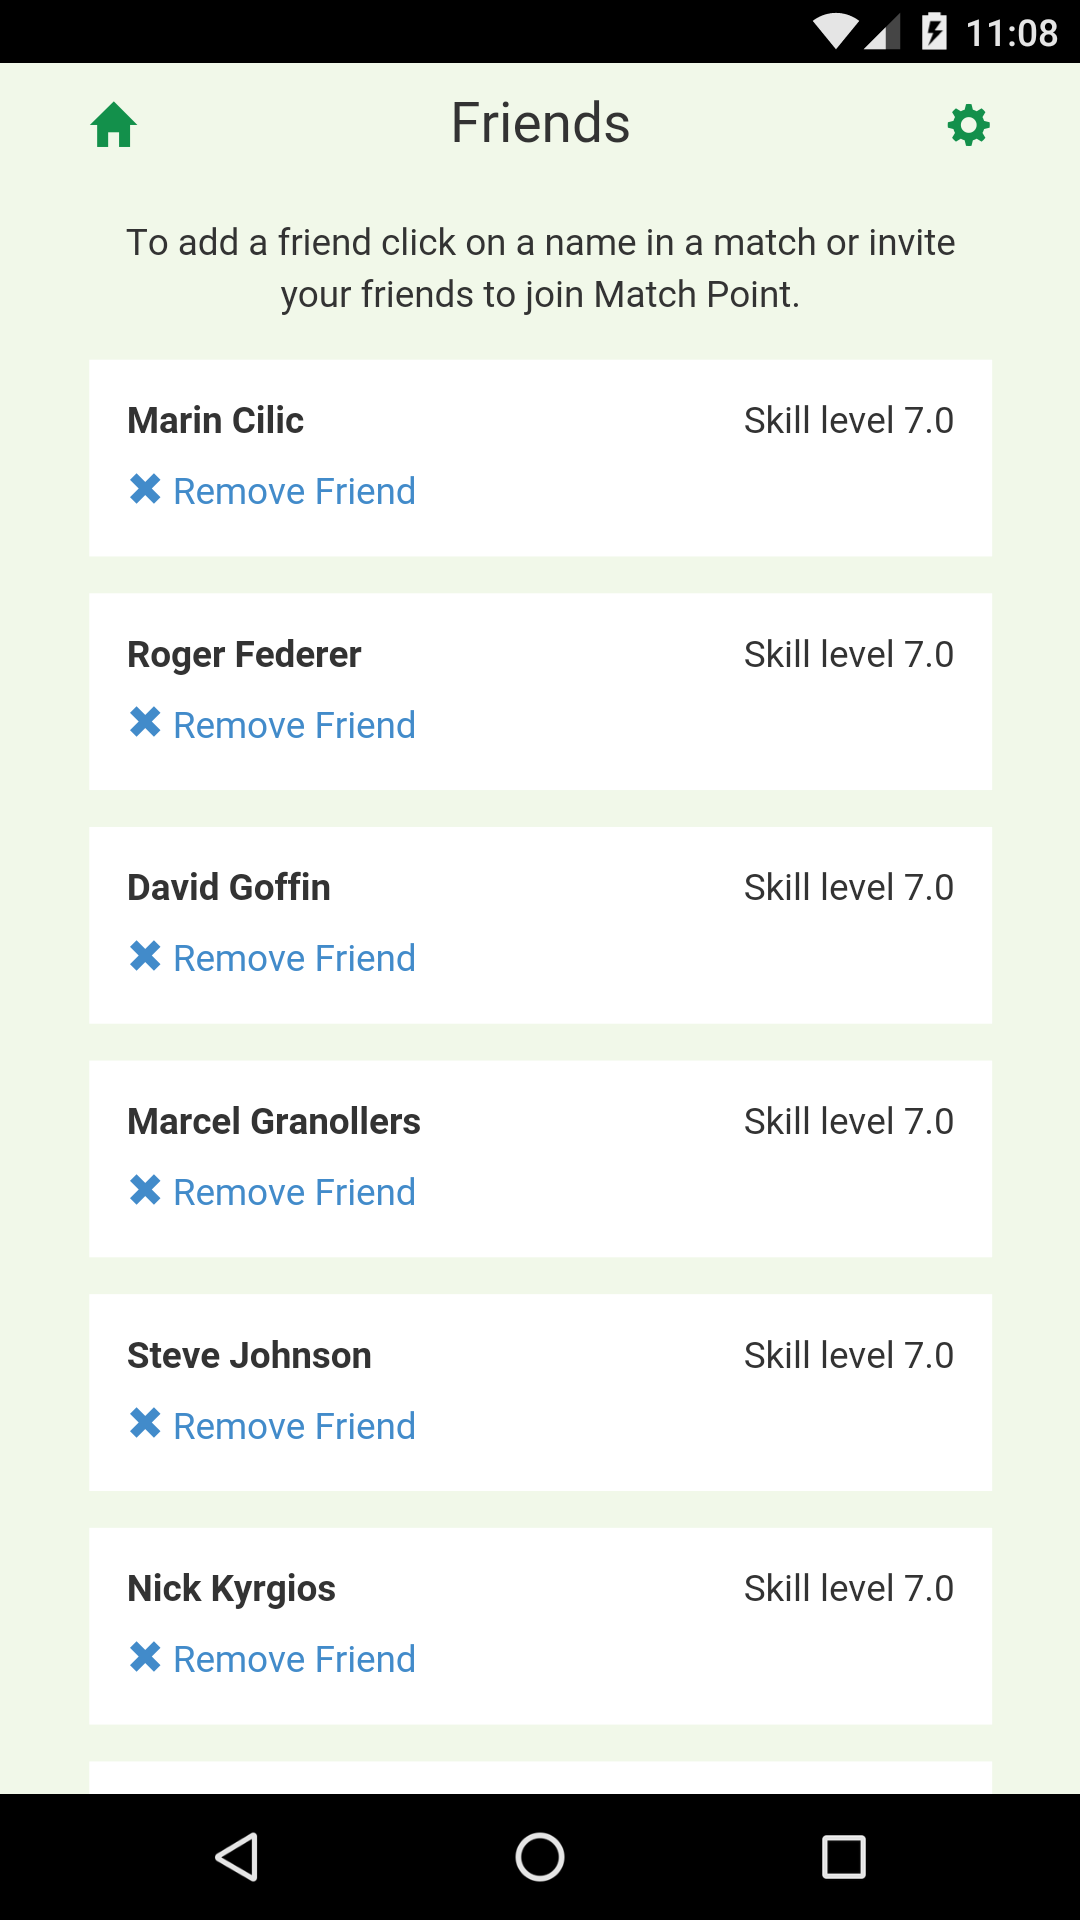 11:08
Friends
To add a friend click on a name in a match or invite
your friends to join Match Point.
Marin Cilic Skill level 7.0
Remove Friend
Roger Federer Skill level 7.0
Remove Friend
David Goffin Skill level 7.0
Remove Friend
Marcel Granollers Skill level 7.0
Remove Friend
Steve Johnson Skill level 7.0
Remove Friend
Nick Kyrgios Skill level 7.0
Remove Friend